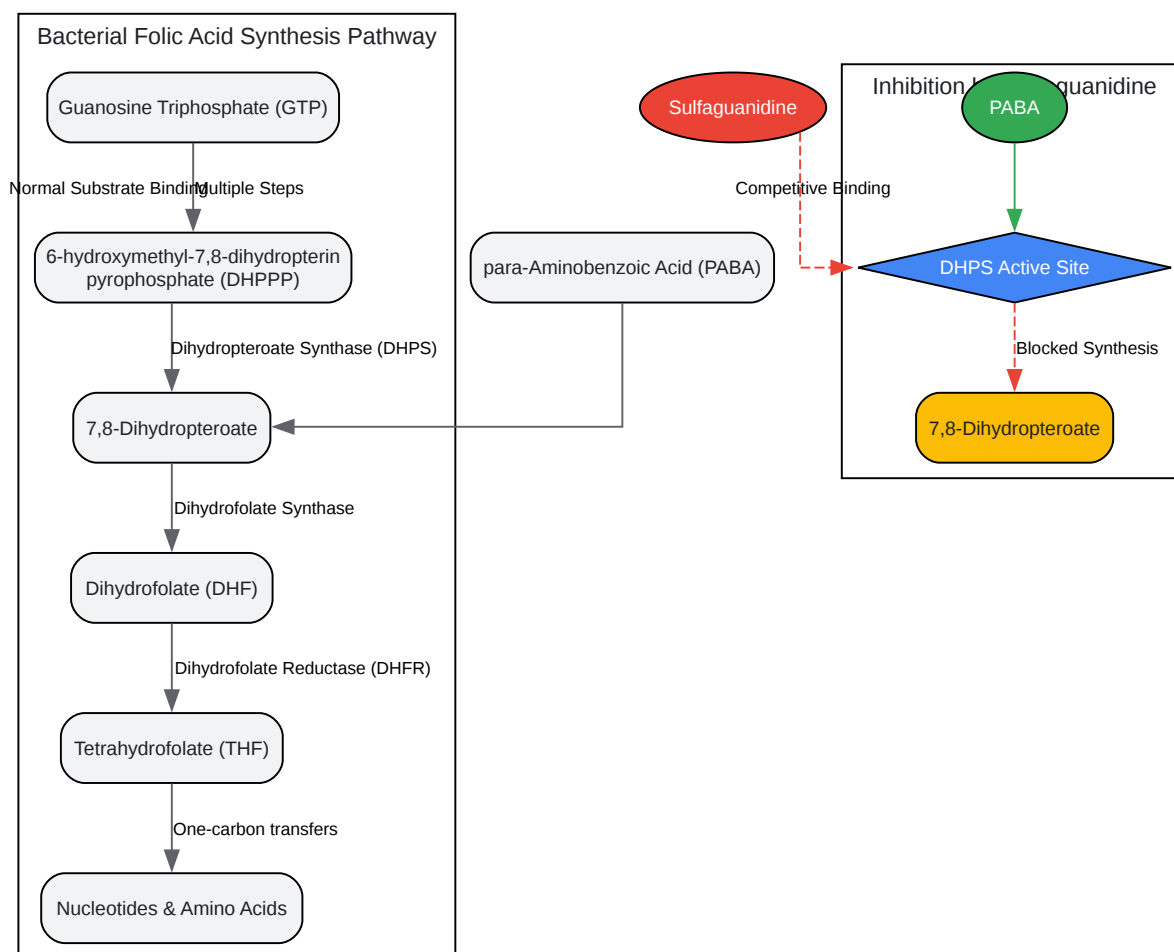 Bacterial Folic Acid Synthesis Pathway
Guanosine Triphosphate (GTP)
Normal Substrate Binding
Multiple Steps
6-hydroxymethyl-7,8-dihydropterin
pyrophosphate (DHPPP)
Dihydropteroate Synthase (DHPS)
7,8-Dihydropteroate
Dihydrofolate Synthase
Dihydrofolate (DHF)
Dihydrofolate Reductase (DHFR)
Tetrahydrofolate (THF)
One-carbon transfers
Nucleotides & Amino Acids
para-Aminobenzoic Acid (PABA)
Sulfaguanidine
Competitive Binding
Inhibition guanidine
PABA
DHPS Active Site
Blocked Synthesis
7,8-Dihydropteroate